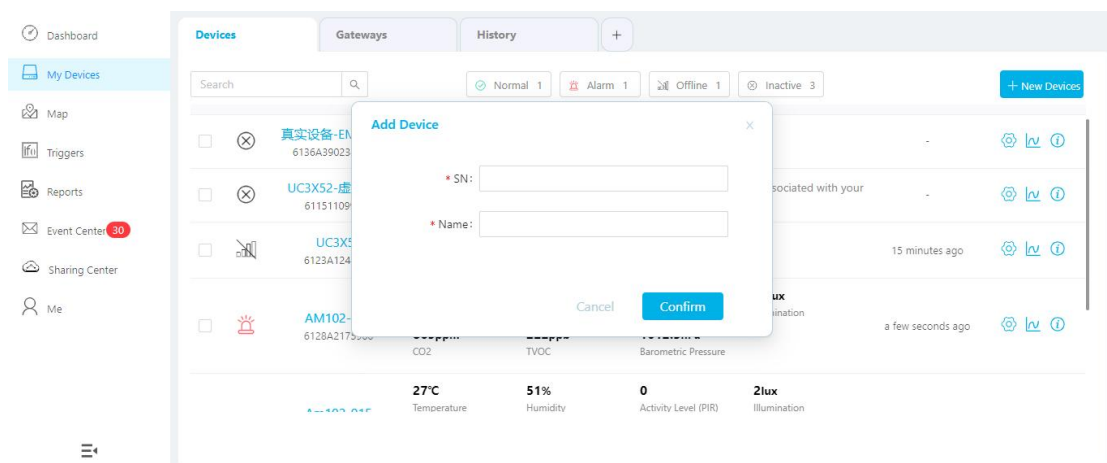 Dashboard
My Devices
Map
Triggers
Reports
Event Center 30
Sharing Center
Me
Devices
Gateways
History
+
Search
Normal 1
Alarm 1
Offline 1
Inactive 3
+ New Devices
Add Device
x
* SN:
* Name:
Cancel
Confirm
真实设备-EM
6136A39023
-
UC3X52-虚
6115110
sociated with your
-
UC3X5
6123A124
15 minutes ago
AM102-
6128A2175
ux
ination
a few seconds ago
CO2
TVOC
Barometric Pressure
27°C
51%
0
2lux
Temperature
Humidity
Activity Level (PIR)
Illumination